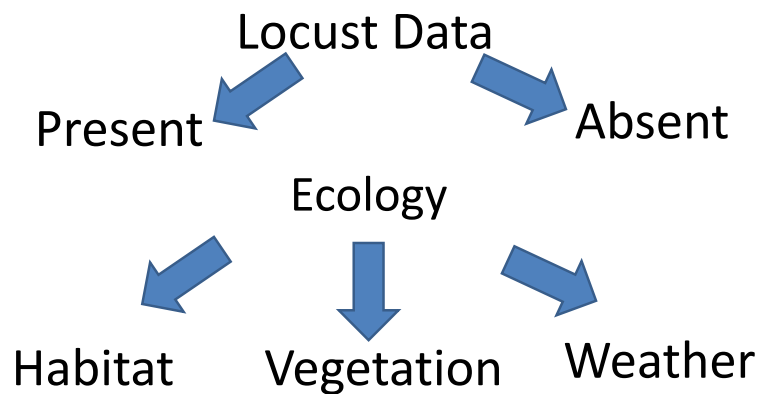 Locust Data
Present
Absent
Ecology
Habitat
Vegetation
Weather